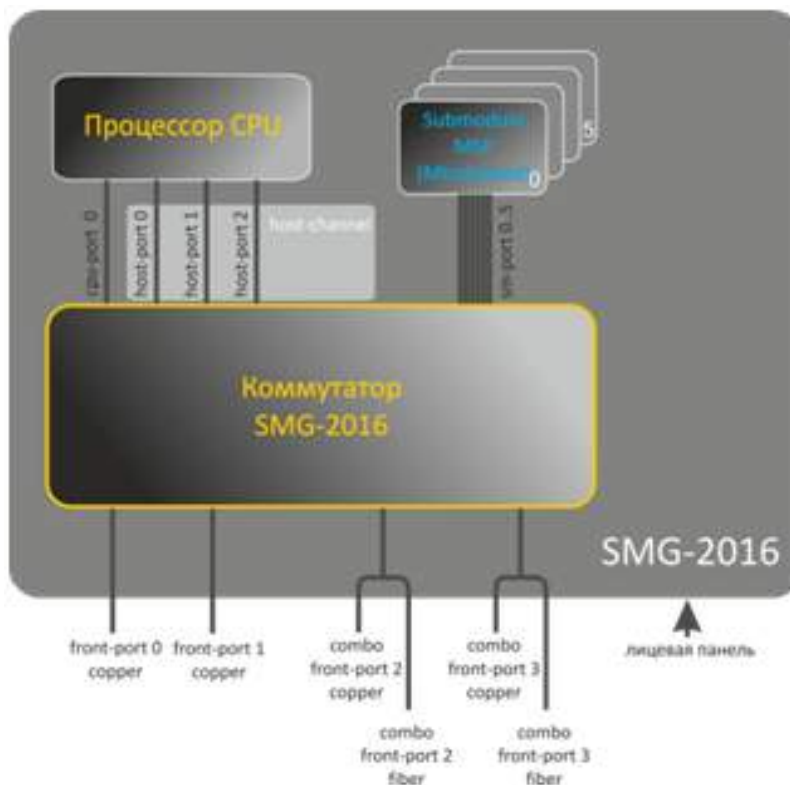 Процессор CPU
Submodule
0
5
cpu-port 0
host-port 0
host-port 1
host-port 2
host-channel
sm-port 0..5
Коммутатор
SMG-2016
SMG-2016
front-port 0
copper
front-port 1
copper
combo
front-port 2
copper
combo
front-port 3
copper
лицевая панель
combo
front-port 2
fiber
combo
front-port 3
fiber